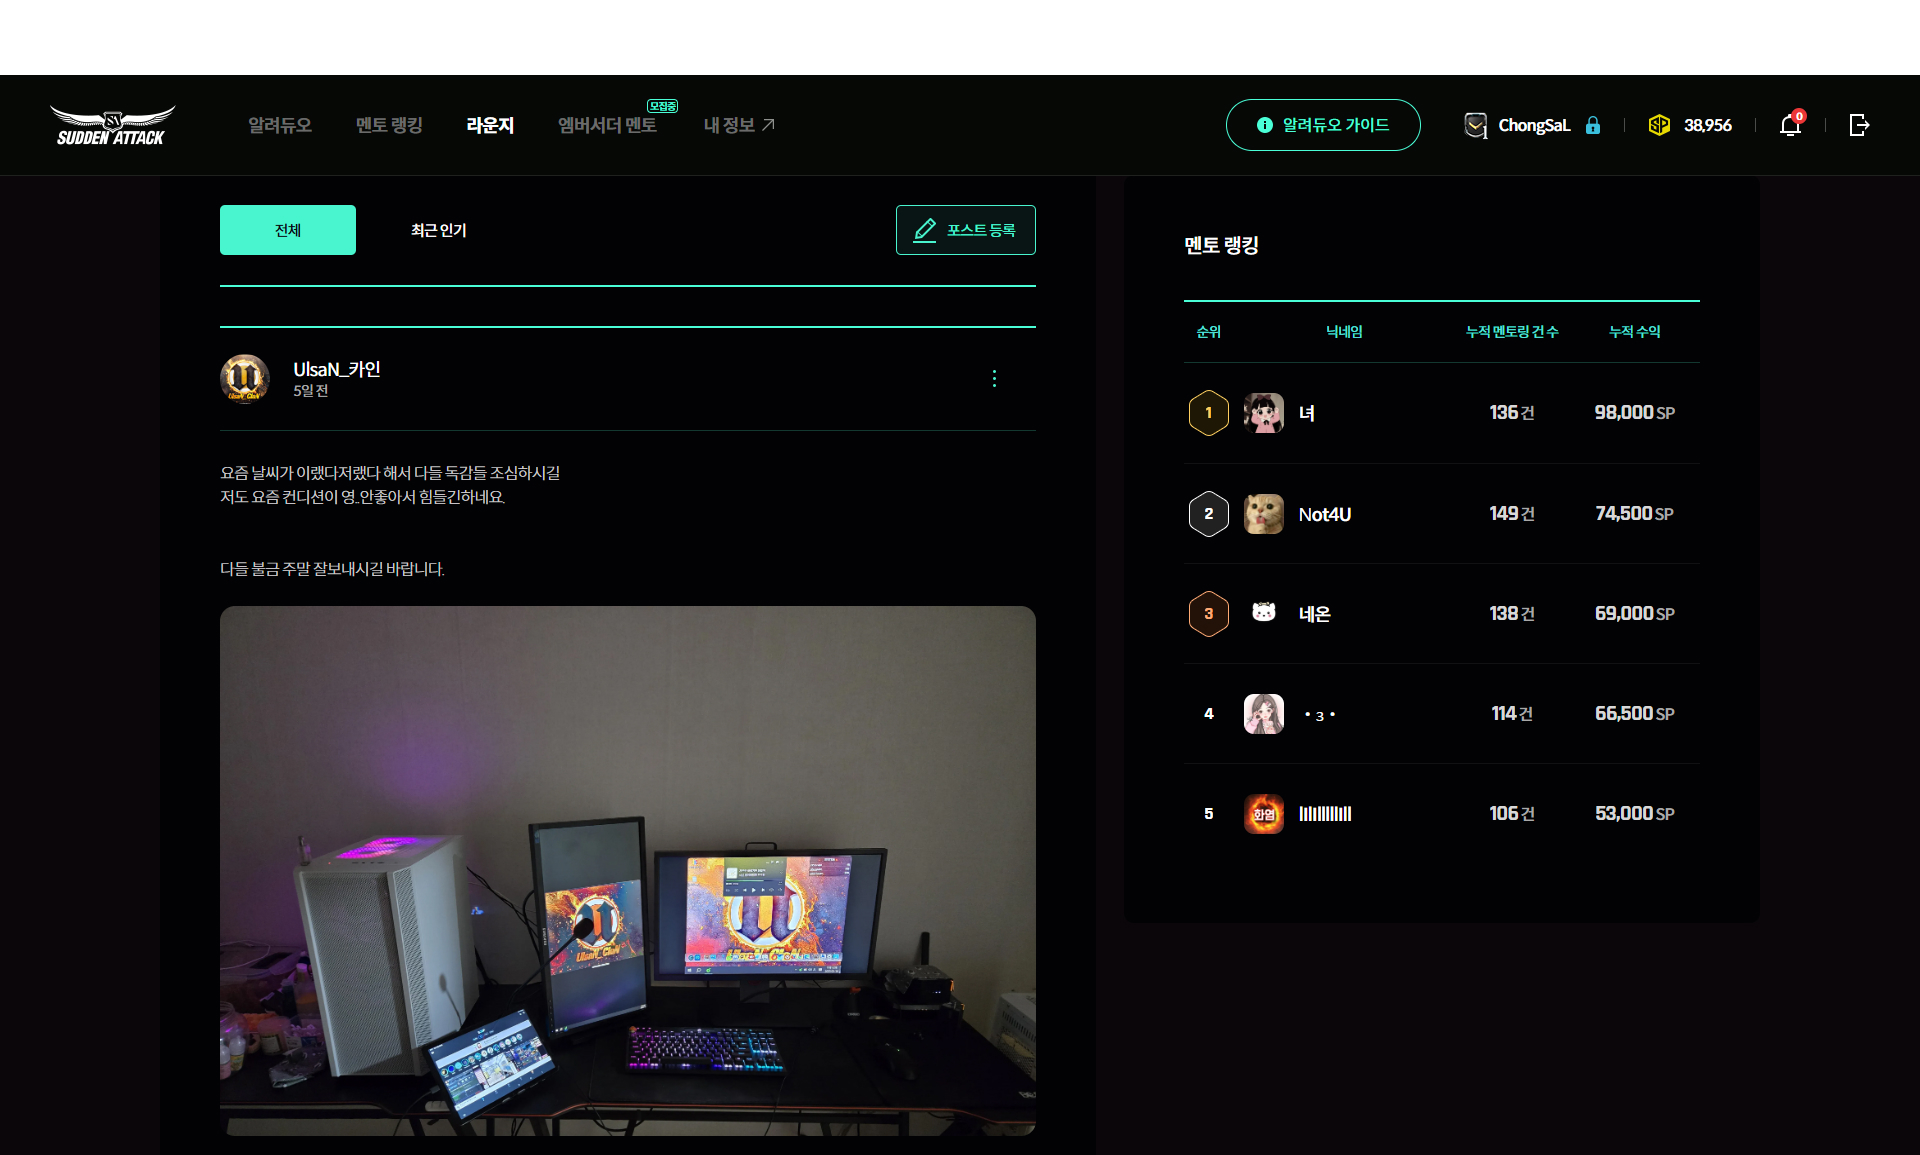 SUDDEN ATTACK
알려듀오
멘토 랭킹
라운지
엠버서더 멘토
모집중
내 정보
알려듀오 가이드
ChongSaL
38,956
0
전체
최근 인기
포스트 등록
UlsaN_카인
5일 전
요즘 날씨가 이랬다저랬다 해서 다들 독감들 조심하시길
저도 요즘 컨디션이 영..안좋아서 힘들긴하네요.
다들 불금 주말 잘보내시길 바랍니다.
UlsaN_ClaN
멘토 랭킹
순위 닉네임 누적 멘토링 건 수 누적 수익
1 녀 136 건 98,000 SP
2 Not4U 149 건 74,500 SP
3 네온 138 건 69,000 SP
4 • з • 114 건 66,500 SP
5 화염 106 건 53,000 SP